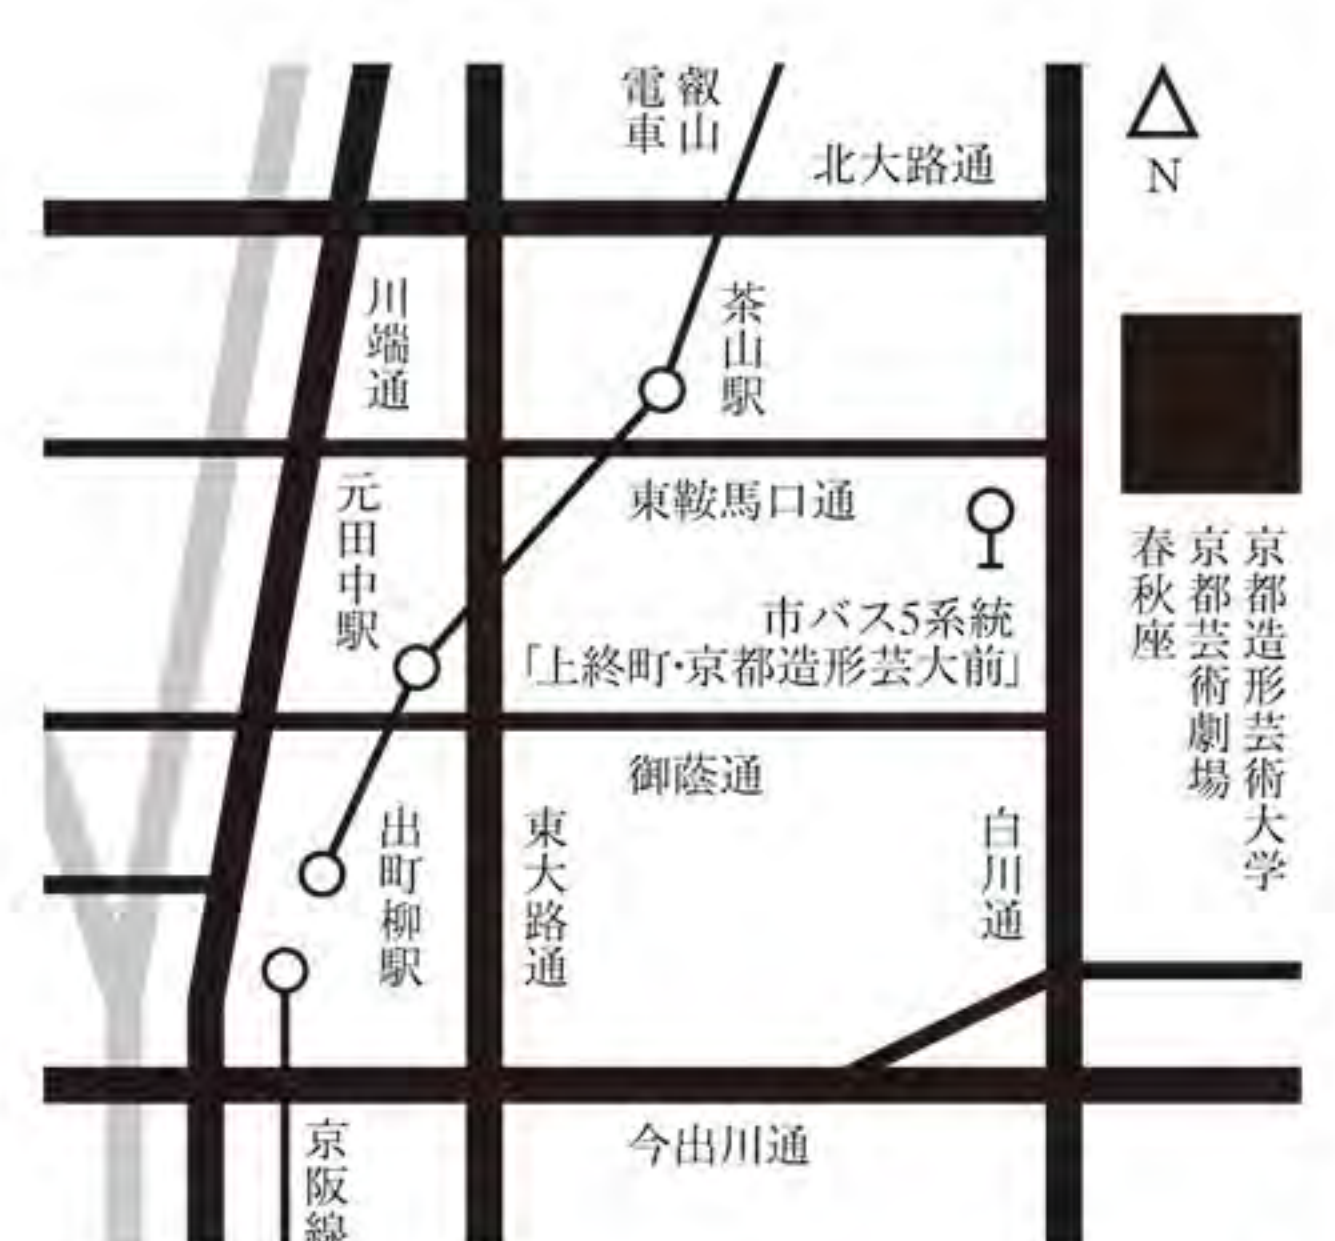 叡山
電車
北大路通
N
川端通
茶山駅
元田中駅
東鞍馬口通
市バス5系統
「上終町・京都造形芸大前」
京都造形芸術大学
京都芸術劇場
春秋座
御蔭通
出町柳駅
東大路通
白川通
今出川通
京阪線